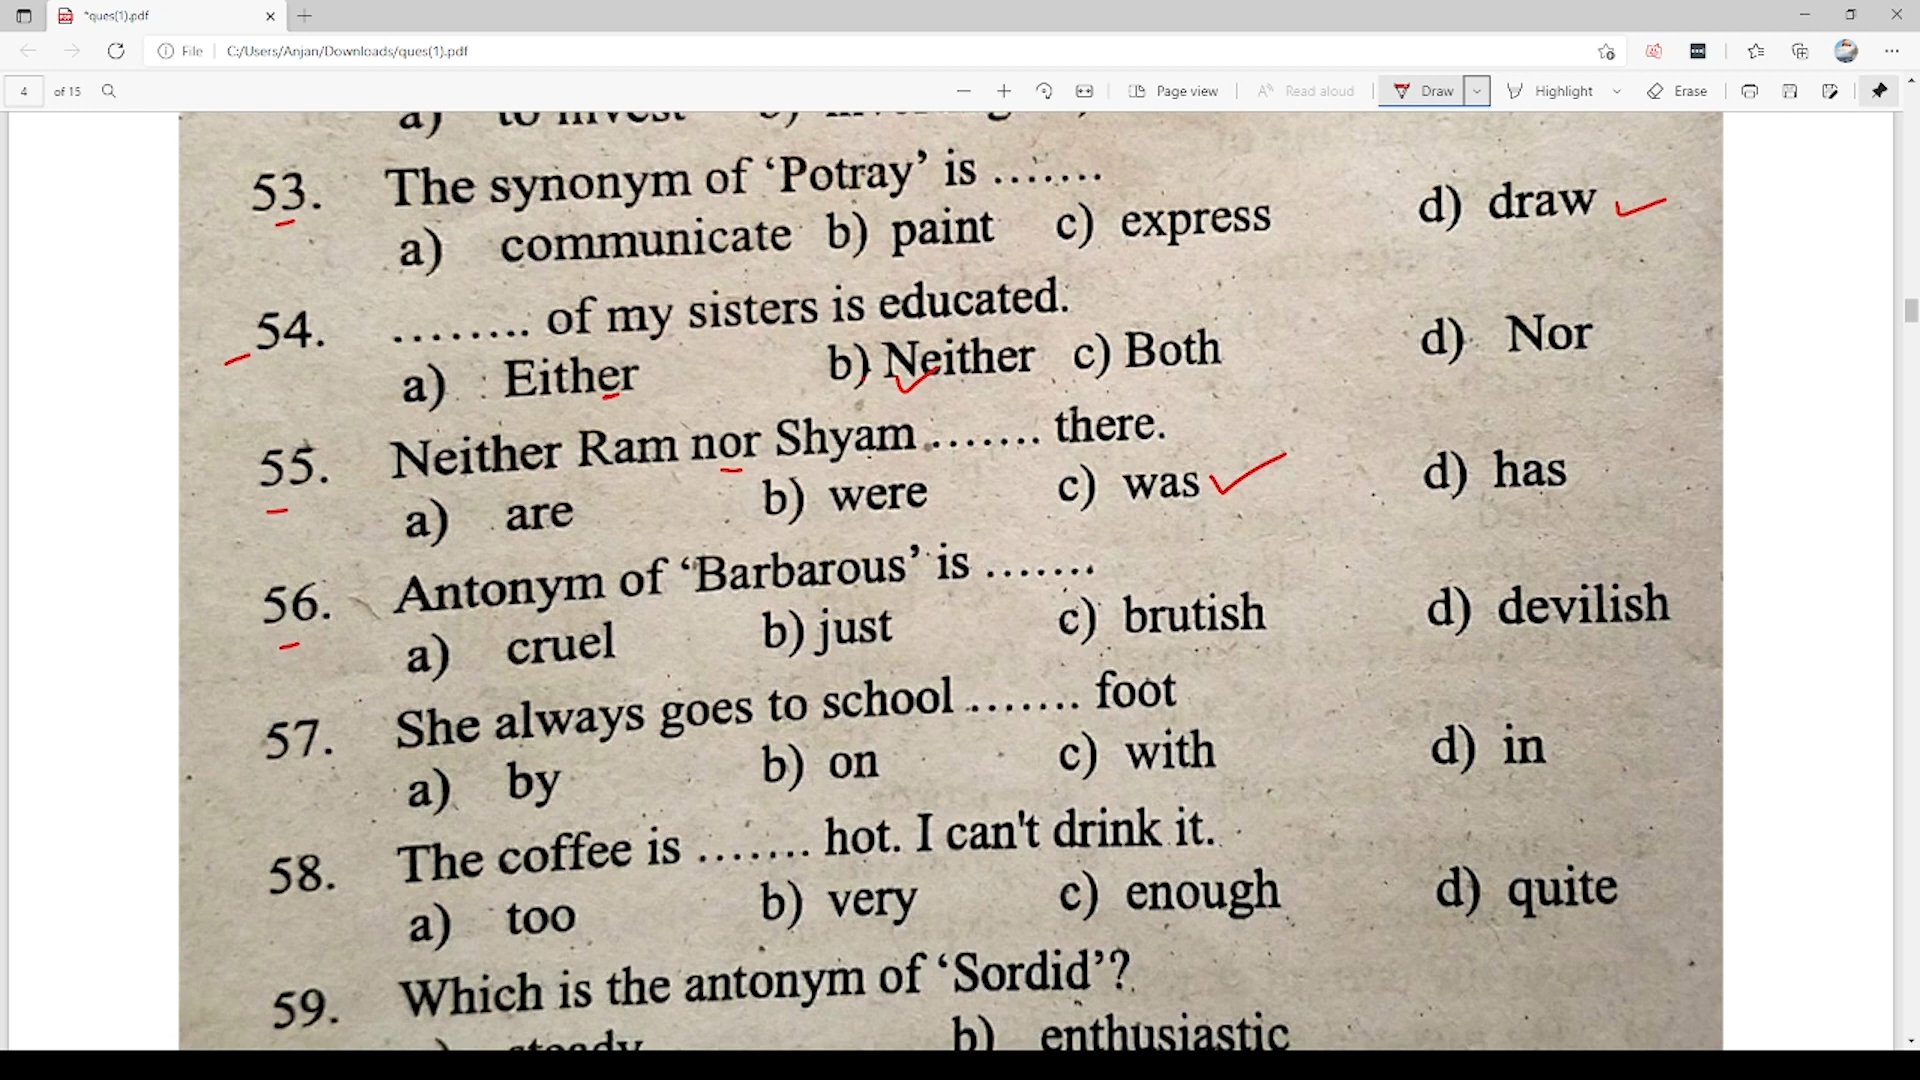 *ques(1).pdf
File C:/Users/Anjan/Downloads/ques(1).pdf
4 of 15 Page view Read aloud Draw Highlight Erase
53. The synonym of ‘Potray’ is .......
a) communicate b) paint c) express d) draw
54. ........ of my sisters is educated.
a) Either b) Neither c) Both d) Nor
55. Neither Ram nor Shyam ....... there.
a) are b) were c) was d) has
56. Antonym of ‘Barbarous’ is .......
a) cruel b) just c) brutish d) devilish
57. She always goes to school ....... foot
a) by b) on c) with d) in
58. The coffee is ....... hot. I can't drink it.
a) too b) very c) enough d) quite
59. Which is the antonym of ‘Sordid’?
b) enthusiastic